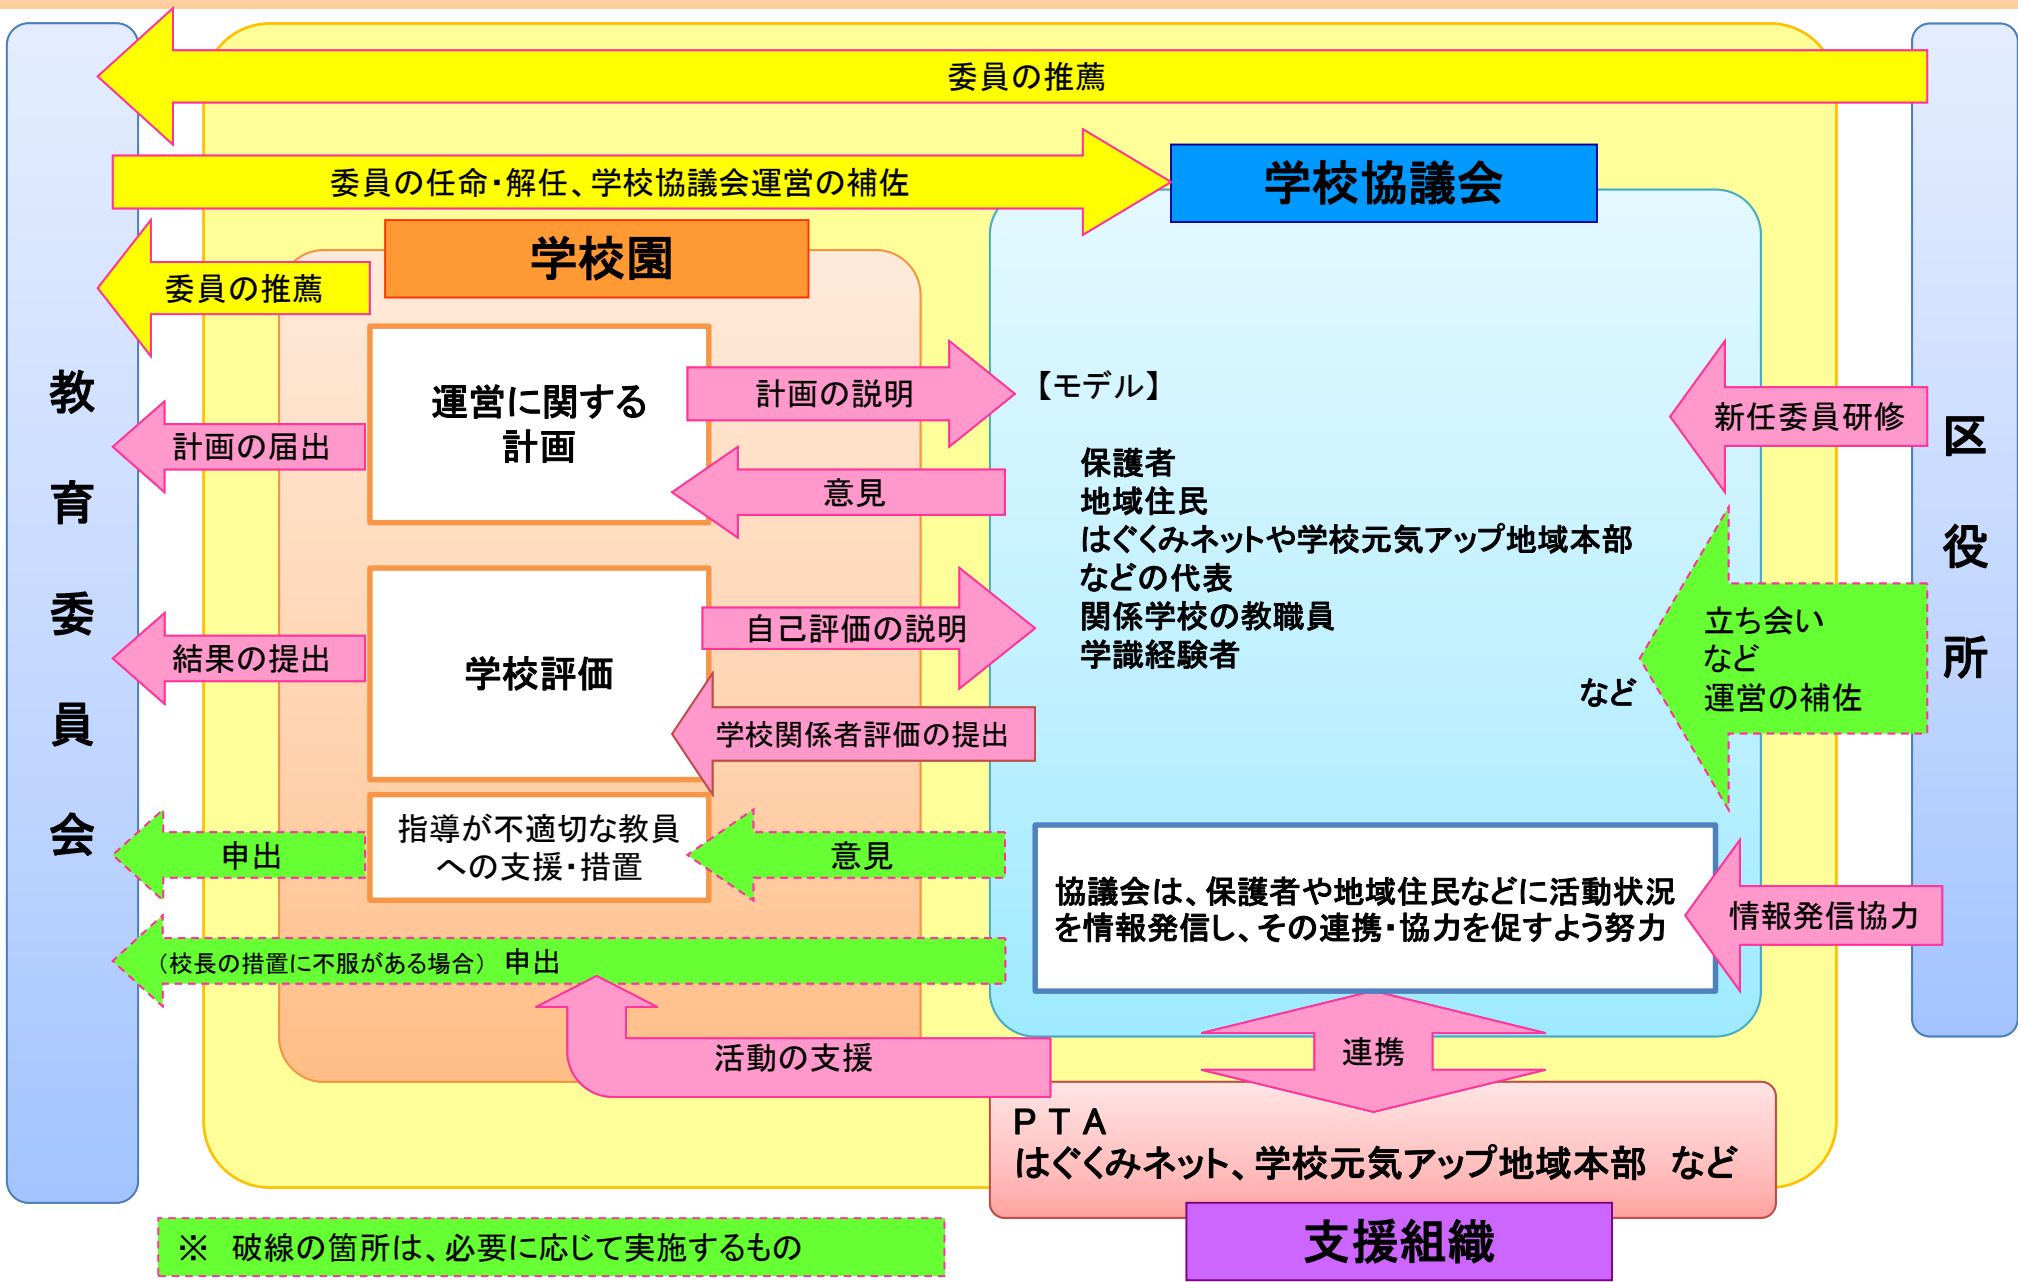 委員の推薦
委員の任命・解任、学校協議会運営の補佐
学校協議会
学校園
委員の推薦
教育委員会
区役所
運営に関する
計画
計画の説明
意見
計画の届出
【モデル】
保護者
地域住民
はぐくみネットや学校元気アップ地域本部
などの代表
関係学校の教職員
学識経験者
など
新任委員研修
立ち会い
など
運営の補佐
学校評価
自己評価の説明
学校関係者評価の提出
結果の提出
指導が不適切な教員
への支援・措置
意見
申出
（校長の措置に不服がある場合） 申出
協議会は、保護者や地域住民などに活動状況
を情報発信し、その連携・協力を促すよう努力
情報発信協力
活動の支援
連携
ＰＴＡ
はぐくみネット、学校元気アップ地域本部　など
支援組織
※　破線の箇所は、必要に応じて実施するもの